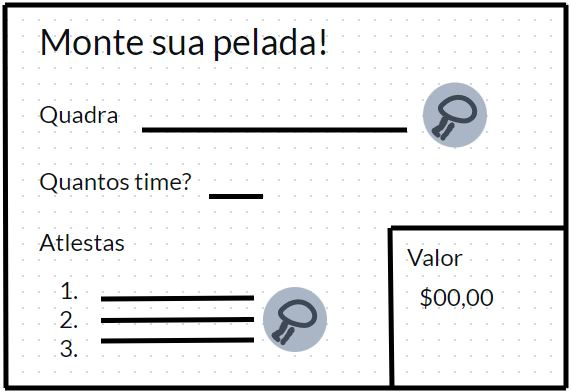 Monte sua pelada!
Quadra
Quantos time?
Atlestas
1.
2.
3.
Valor
$00,00